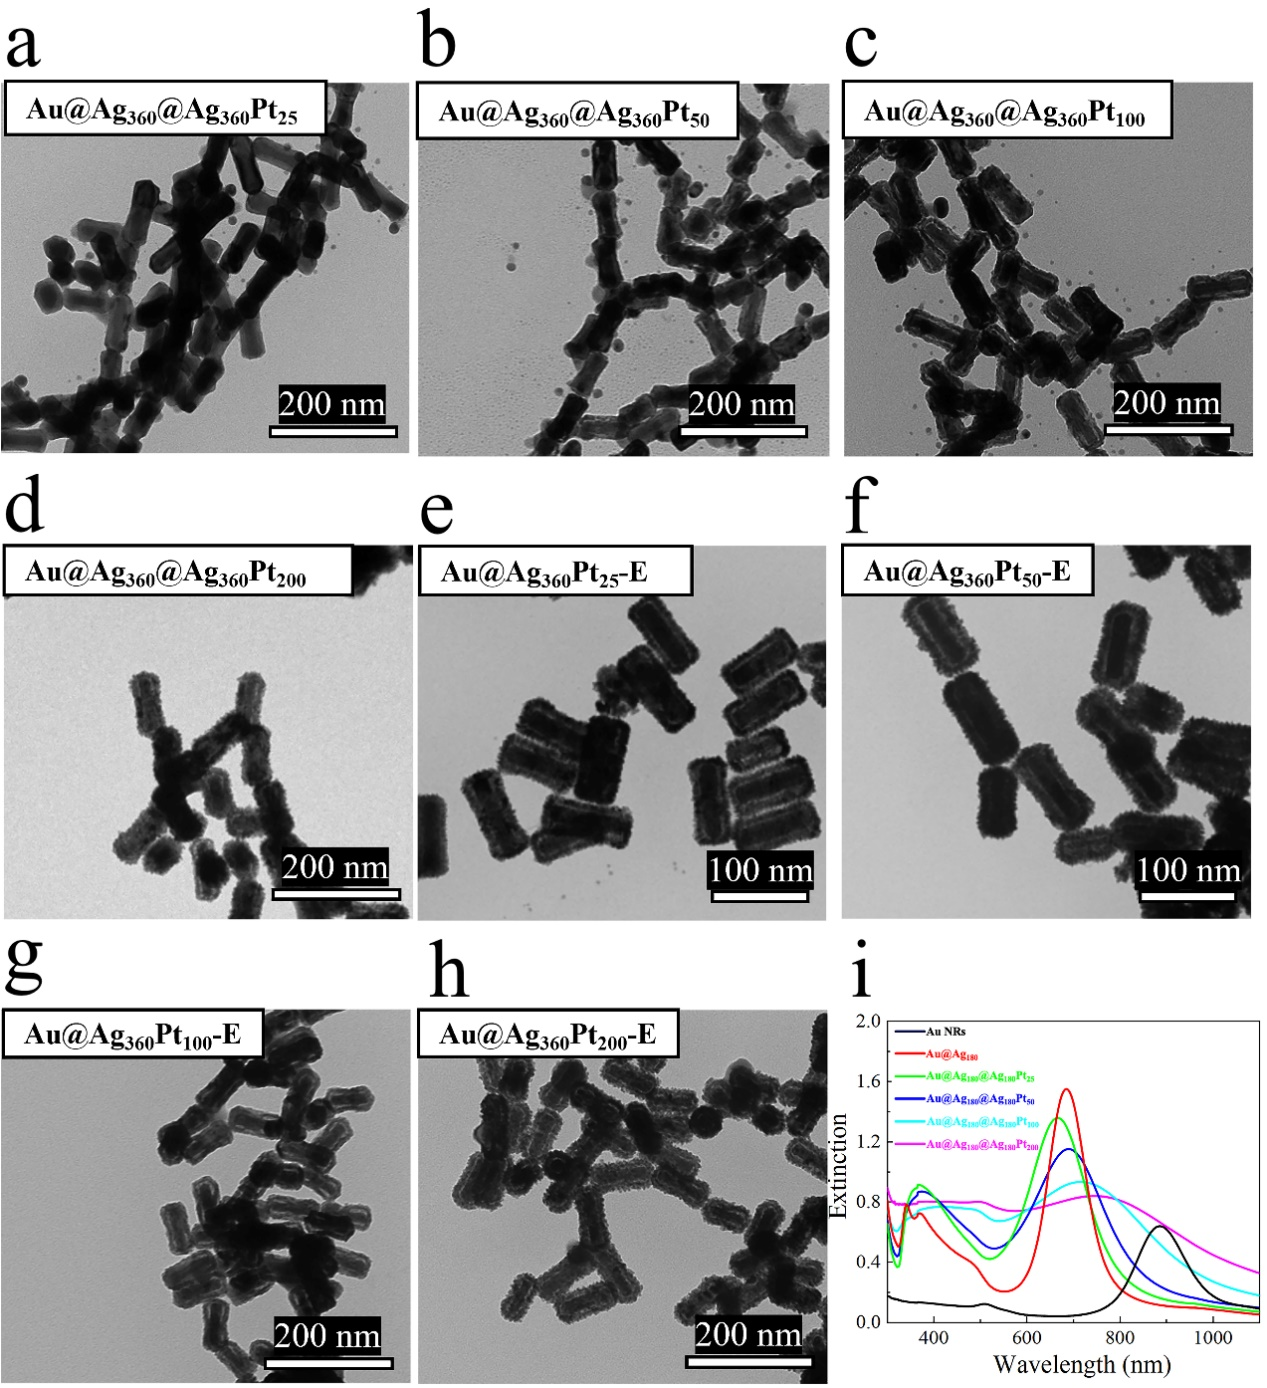 a
b
c
Au@Ag₃₆₀@Ag₃₆₀Pt₂₅
Au@Ag₃₆₀@Ag₃₆₀Pt₅₀
Au@Ag₃₆₀@Ag₃₆₀Pt₁₀₀
200 nm
200 nm
200 nm
d
e
f
Au@Ag₃₆₀@Ag₃₆₀Pt₂₀₀
Au@Ag₃₆₀Pt₂₅-E
Au@Ag₃₆₀Pt₅₀-E
200 nm
100 nm
100 nm
g
h
i
Au@Ag₃₆₀Pt₁₀₀-E
Au@Ag₃₆₀Pt₂₀₀-E
200 nm
200 nm
2.0
1.6
1.2
0.8
0.4
0.0
Extinction
Au NRs
Au@Ag₁₈₀
Au@Ag₁₈₀@Ag₁₈₀Pt₂₅
Au@Ag₁₈₀@Ag₁₈₀Pt₅₀
Au@Ag₁₈₀@Ag₁₈₀Pt₁₀₀
Au@Ag₁₈₀@Ag₁₈₀Pt₂₀₀
400 600 800 1000
Wavelength (nm)